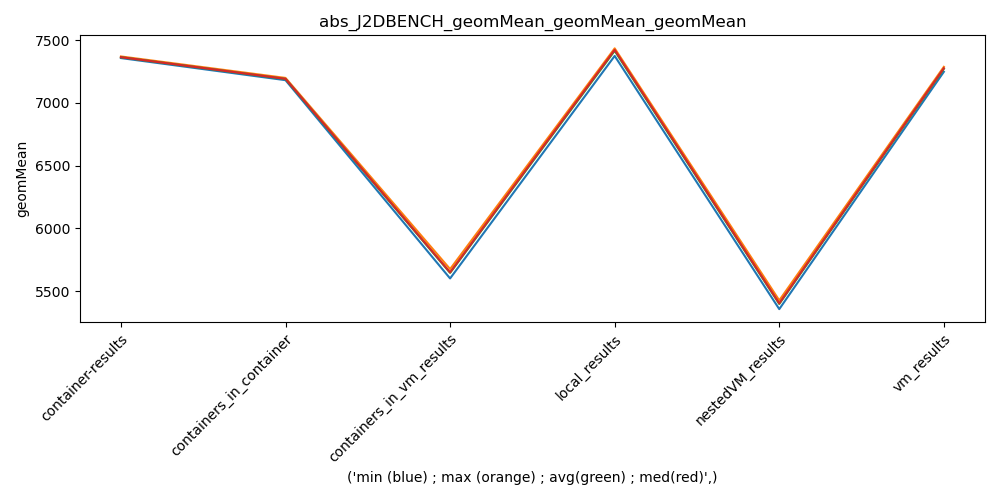 abs_J2DBENCH_geomMean_geomMean_geomMean
geomMean
7500
7000
6500
6000
5500
container-results
containers_in_container
containers_in_vm_results
local_results
nestedVM_results
vm_results
('min (blue) ; max (orange) ; avg(green) ; med(red)',)